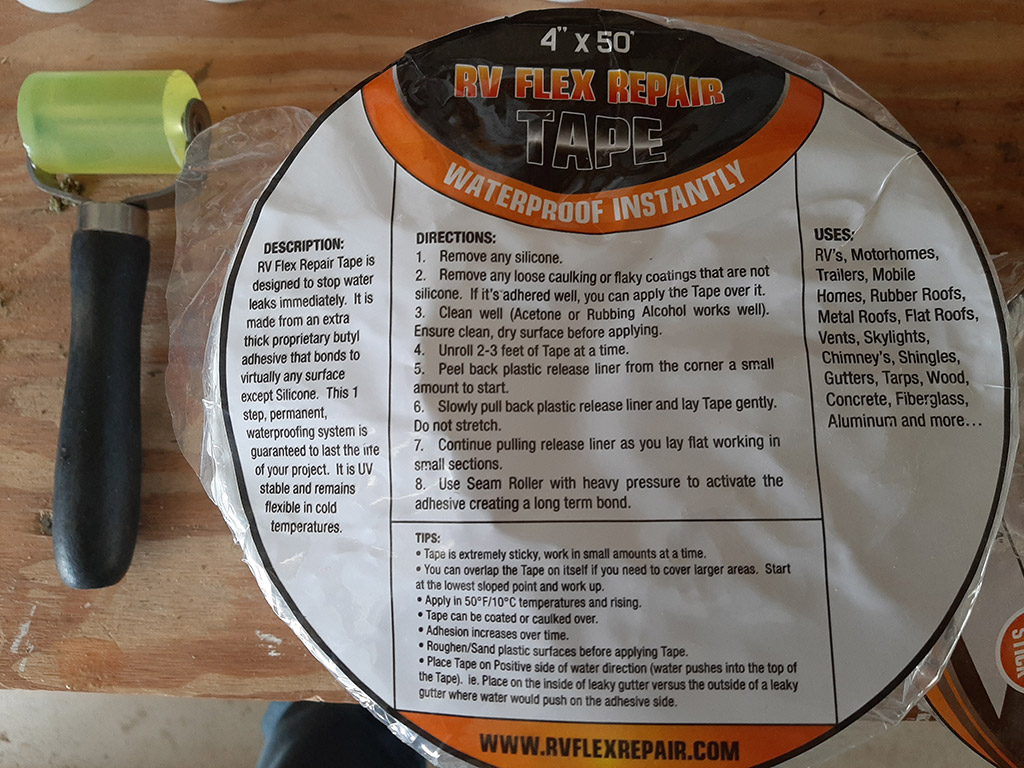 4" x 50'
RV FLEX REPAIR
TAPE
WATERPROOF INSTANTLY
DESCRIPTION:
RV Flex Repair Tape is
designed to stop water
leaks immediately. It is
made from an extra
thick proprietary butyl
adhesive that bonds to
virtually any surface
except Silicone. This 1
step, permanent,
waterproofing system is
guaranteed to last the life
of your project. It is UV
stable and remains
flexible in cold
temperatures.
DIRECTIONS:
1. Remove any silicone.
2. Remove any loose caulking or flaky coatings that are not
silicone. If it's adhered well, you can apply the Tape over it.
3. Clean well (Acetone or Rubbing Alcohol works well).
Ensure clean, dry surface before applying.
4. Unroll 2-3 feet of Tape at a time.
5. Peel back plastic release liner from the corner a small
amount to start.
6. Slowly pull back plastic release liner and lay Tape gently.
Do not stretch.
7. Continue pulling release liner as you lay flat working in
small sections.
8. Use Seam Roller with heavy pressure to activate the
adhesive creating a long term bond.
TIPS:
• Tape is extremely sticky, work in small amounts at a time.
• You can overlap the Tape on itself if you need to cover larger areas. Start
at the lowest sloped point and work up.
• Apply in 50°F/10°C temperatures and rising.
• Tape can be coated or caulked over.
• Adhesion increases over time.
• Roughen/Sand plastic surfaces before applying Tape.
• Place Tape on Positive side of water direction (water pushes into the top of
the Tape). ie. Place on the inside of leaky gutter versus the outside of a leaky
gutter where water would push on the adhesive side.
USES:
RV's, Motorhomes,
Trailers, Mobile
Homes, Rubber Roofs,
Metal Roofs, Flat Roofs,
Vents, Skylights,
Chimney's, Shingles,
Gutters, Tarps, Wood,
Concrete, Fiberglass,
Aluminum and more...
WWW.RVFLEXREPAIR.COM
STICK